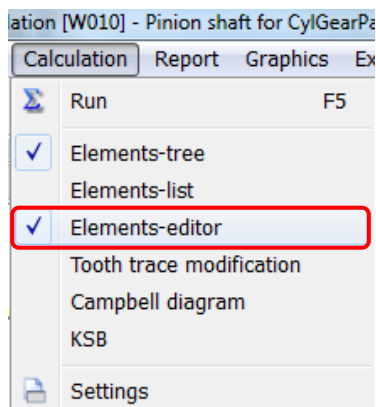 ation [W010] - Pinion shaft for CylGearPa
Calculation Report Graphics Ex
Run F5
Elements-tree
Elements-list
Elements-editor
Tooth trace modification
Campbell diagram
KSB
Settings